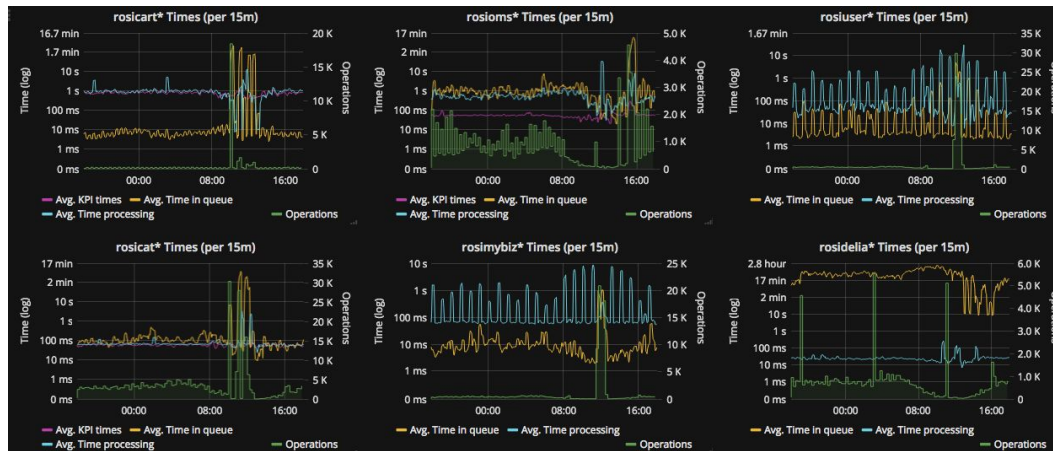 rosicart* Times (per 15m)
16.7 min
1.7 min
10 s
1 s
100 ms
10 ms
1 ms
0 ms
Time (log)
20 K
15 K
10 K
5 K
0
Operations
00:00 08:00 16:00
Avg. KPI times Avg. Time in queue
Avg. Time processing Operations
rosioms* Times (per 15m)
17 min
2 min
10 s
1 s
100 ms
10 ms
1 ms
0 ms
Time (log)
5.0 K
4.0 K
3.0 K
2.0 K
1.0 K
0
Operations
00:00 08:00 16:00
Avg. KPI times Avg. Time in queue
Avg. Time processing Operations
rosiuser* Times (per 15m)
1.67 min
10 s
1 s
100 ms
10 ms
1 ms
0 ms
Time (log)
35 K
30 K
25 K
20 K
15 K
10 K
5 K
0
Operations
00:00 08:00 16:00
Avg. Time in queue Avg. Time processing
Operations
rosicat* Times (per 15m)
17 min
2 min
10 s
1 s
100 ms
10 ms
1 ms
0 ms
Time (log)
35 K
30 K
25 K
20 K
15 K
10 K
5 K
0
Operations
00:00 08:00 16:00
Avg. KPI times Avg. Time in queue
Avg. Time processing Operations
rosimybiz* Times (per 15m)
10 s
1 s
100 ms
10 ms
1 ms
0 ms
Time (log)
25 K
20 K
15 K
10 K
5 K
0
Operations
00:00 08:00 16:00
Avg. Time in queue Avg. Time processing
Operations
rosidelia* Times (per 15m)
2.8 hour
17 min
2 min
10 s
1 s
100 ms
10 ms
1 ms
0 ms
Time (log)
6.0 K
5.0 K
4.0 K
3.0 K
2.0 K
1.0 K
0
Operations
00:00 08:00 16:00
Avg. Time in queue Avg. Time processing
Operations